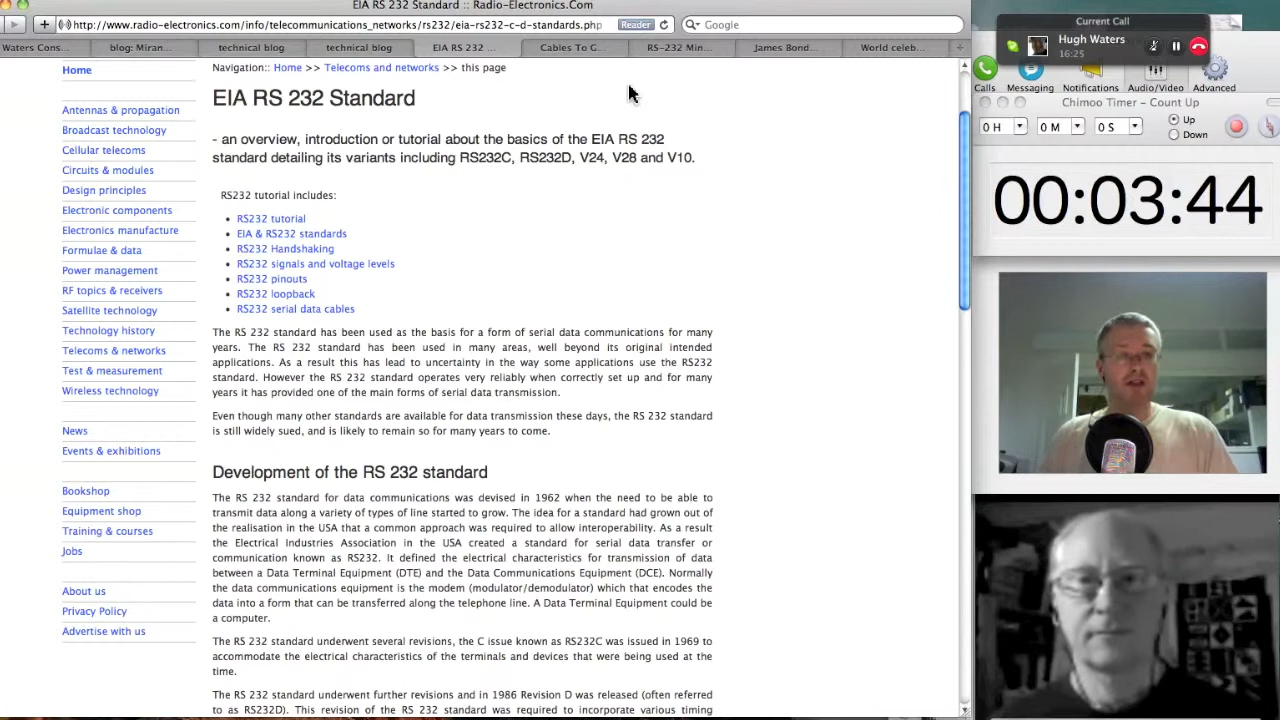 EIA RS 232 Standard :: Radio-Electronics.Com
http://www.radio-electronics.com/info/telecommunications_networks/rs232/eia-rs232-c-d-standards.php
Reader
Google
Waters Cons...
blog: Miran...
technical blog
technical blog
EIA RS 232 ...
Cables To G...
RS-232 Min...
James Bond...
World celeb...
Navigation:: Home >> Telecoms and networks >> this page
Home
Antennas & propagation
Broadcast technology
Cellular telecoms
Circuits & modules
Design principles
Electronic components
Electronics manufacture
Formulae & data
Power management
RF topics & receivers
Satellite technology
Technology history
Telecoms & networks
Test & measurement
Wireless technology
News
Events & exhibitions
Bookshop
Equipment shop
Training & courses
Jobs
About us
Privacy Policy
Advertise with us
EIA RS 232 Standard
- an overview, introduction or tutorial about the basics of the EIA RS 232
standard detailing its variants including RS232C, RS232D, V24, V28 and V10.
RS232 tutorial includes:
RS232 tutorial
EIA & RS232 standards
RS232 Handshaking
RS232 signals and voltage levels
RS232 pinouts
RS232 loopback
RS232 serial data cables
The RS 232 standard has been used as the basis for a form of serial data communications for many
years. The RS 232 standard has been used in many areas, well beyond its original intended
applications. As a result this has lead to uncertainty in the way some applications use the RS232
standard. However the RS 232 standard operates very reliably when correctly set up and for many
years it has provided one of the main forms of serial data transmission.
Even though many other standards are available for data transmission these days, the RS 232 standard
is still widely sued, and is likely to remain so for many years to come.
Development of the RS 232 standard
The RS 232 standard for data communications was devised in 1962 when the need to be able to
transmit data along a variety of types of line started to grow. The idea for a standard had grown out of
the realisation in the USA that a common approach was required to allow interoperability. As a result
the Electrical Industries Association in the USA created a standard for serial data transfer or
communication known as RS232. It defined the electrical characteristics for transmission of data
between a Data Terminal Equipment (DTE) and the Data Communications Equipment (DCE). Normally
the data communications equipment is the modem (modulator/demodulator) which that encodes the
data into a form that can be transferred along the telephone line. A Data Terminal Equipment could be
a computer.
The RS 232 standard underwent several revisions, the C issue known as RS232C was issued in 1969 to
accommodate the electrical characteristics of the terminals and devices that were being used at the
time.
The RS 232 standard underwent further revisions and in 1986 Revision D was released (often referred
to as RS232D). This revision of the RS 232 standard was required to incorporate various timing
Current Call
Hugh Waters
16:25
Calls
Messaging
Notifications
Audio/Video
Advanced
Chimoo Timer - Count Up
0 H
0 M
0 S
Up
Down
00:03:44